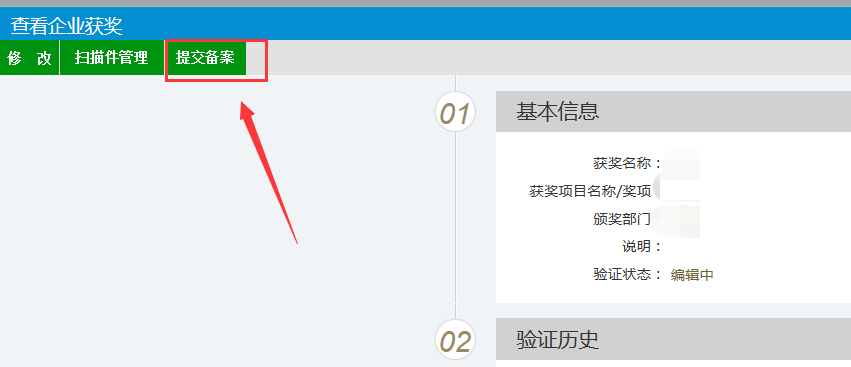 查看企业获奖
修 改 扫描件管理 提交备案
01 基本信息
获奖名称：
获奖项目名称/奖项
颁奖部门
说明：
验证状态： 编辑中
02 验证历史